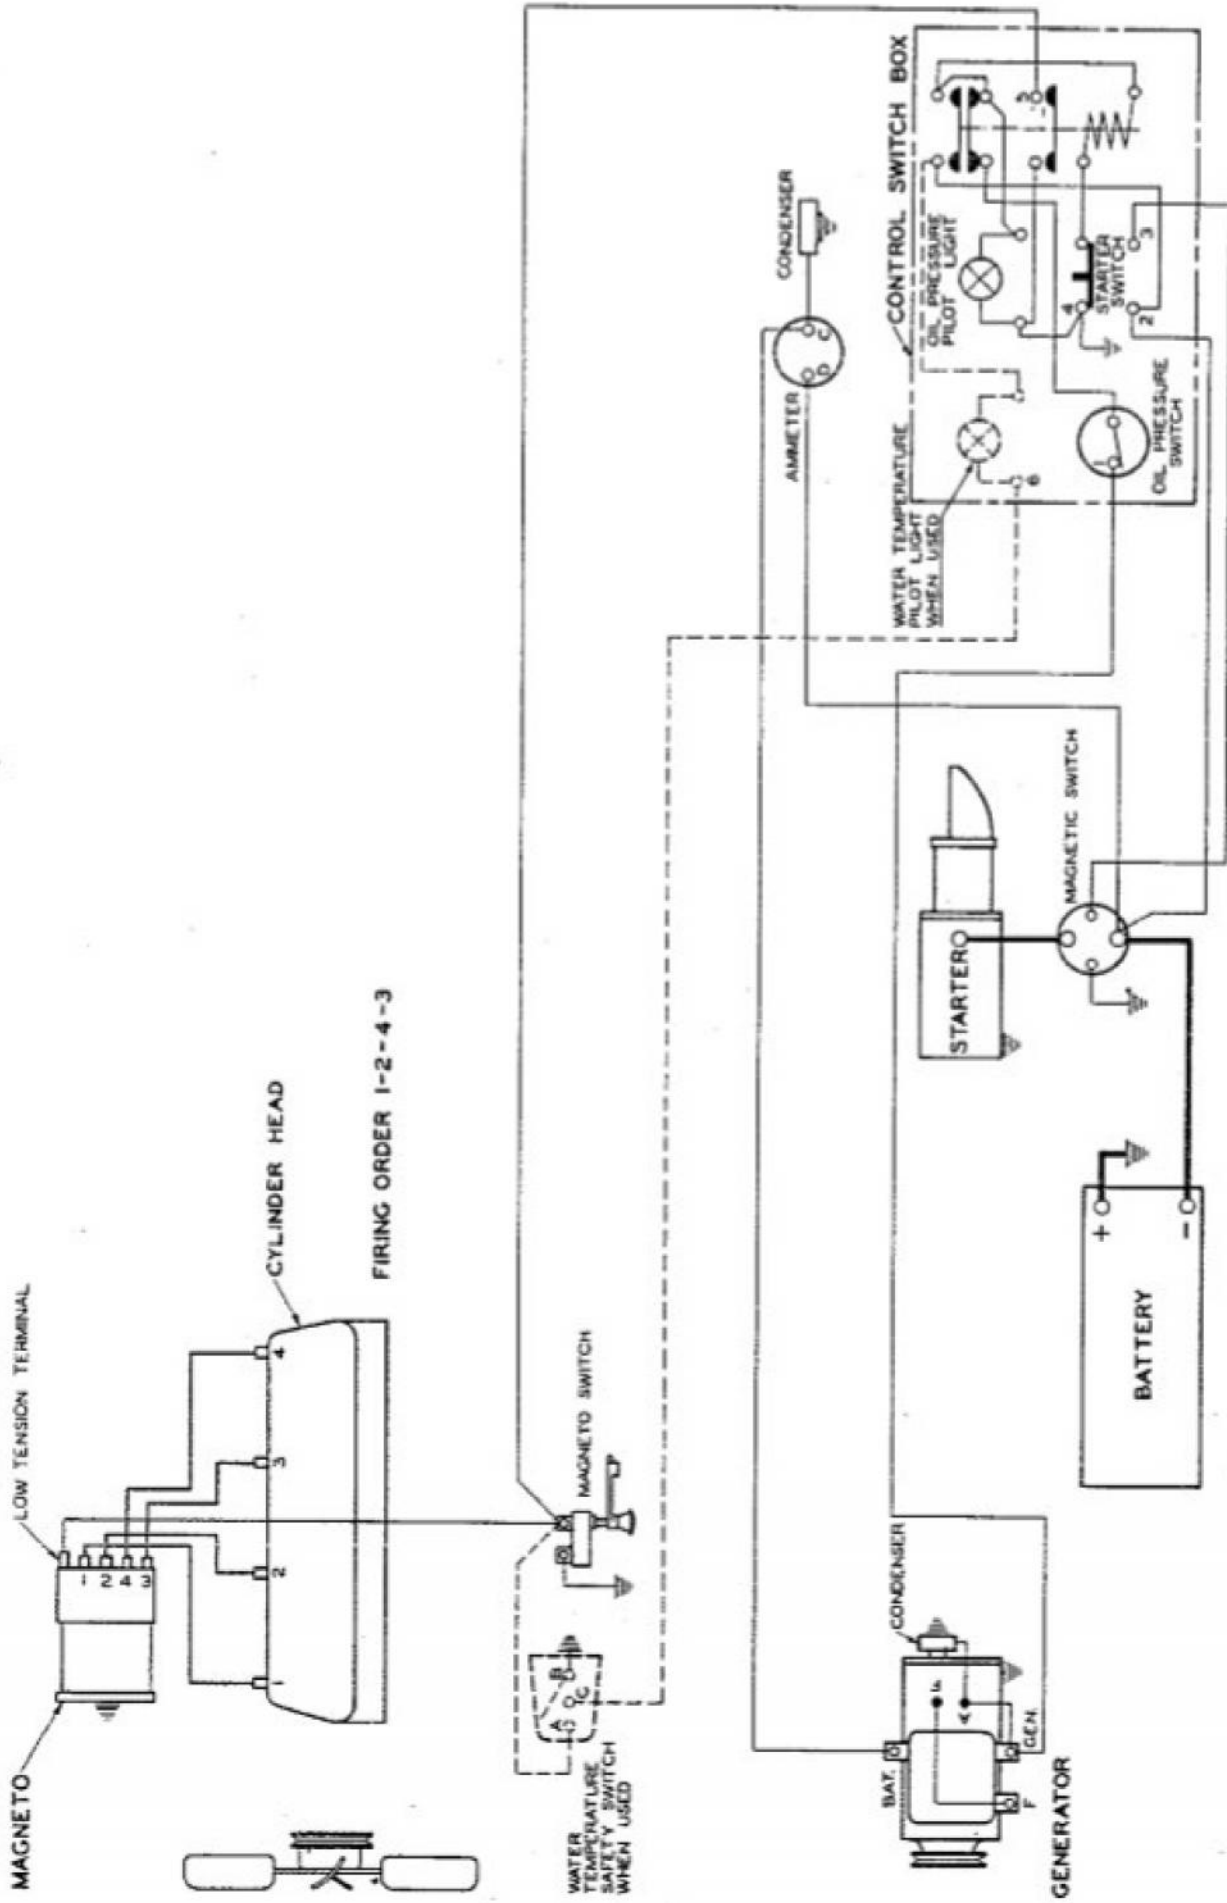 MAGNETO
LOW TENSION TERMINAL
1
2
4
3
CYLINDER HEAD
1
2
3
4
FIRING ORDER 1-2-4-3
WATER
TEMPERATURE
SAFETY SWITCH
WHEN USED
A
B
C
MAGNETO SWITCH
GENERATOR
BAT.
F
GEN.
F
A
CONDENSER
BATTERY
+
-
STARTER
MAGNETIC SWITCH
AMMETER
D
C
CONDENSER
WATER TEMPERATURE
PILOT LIGHT
WHEN USED
CONTROL SWITCH BOX
OIL PRESSURE
PILOT LIGHT
6
5
4
STARTER
SWITCH
2
3
1
OIL PRESSURE
SWITCH